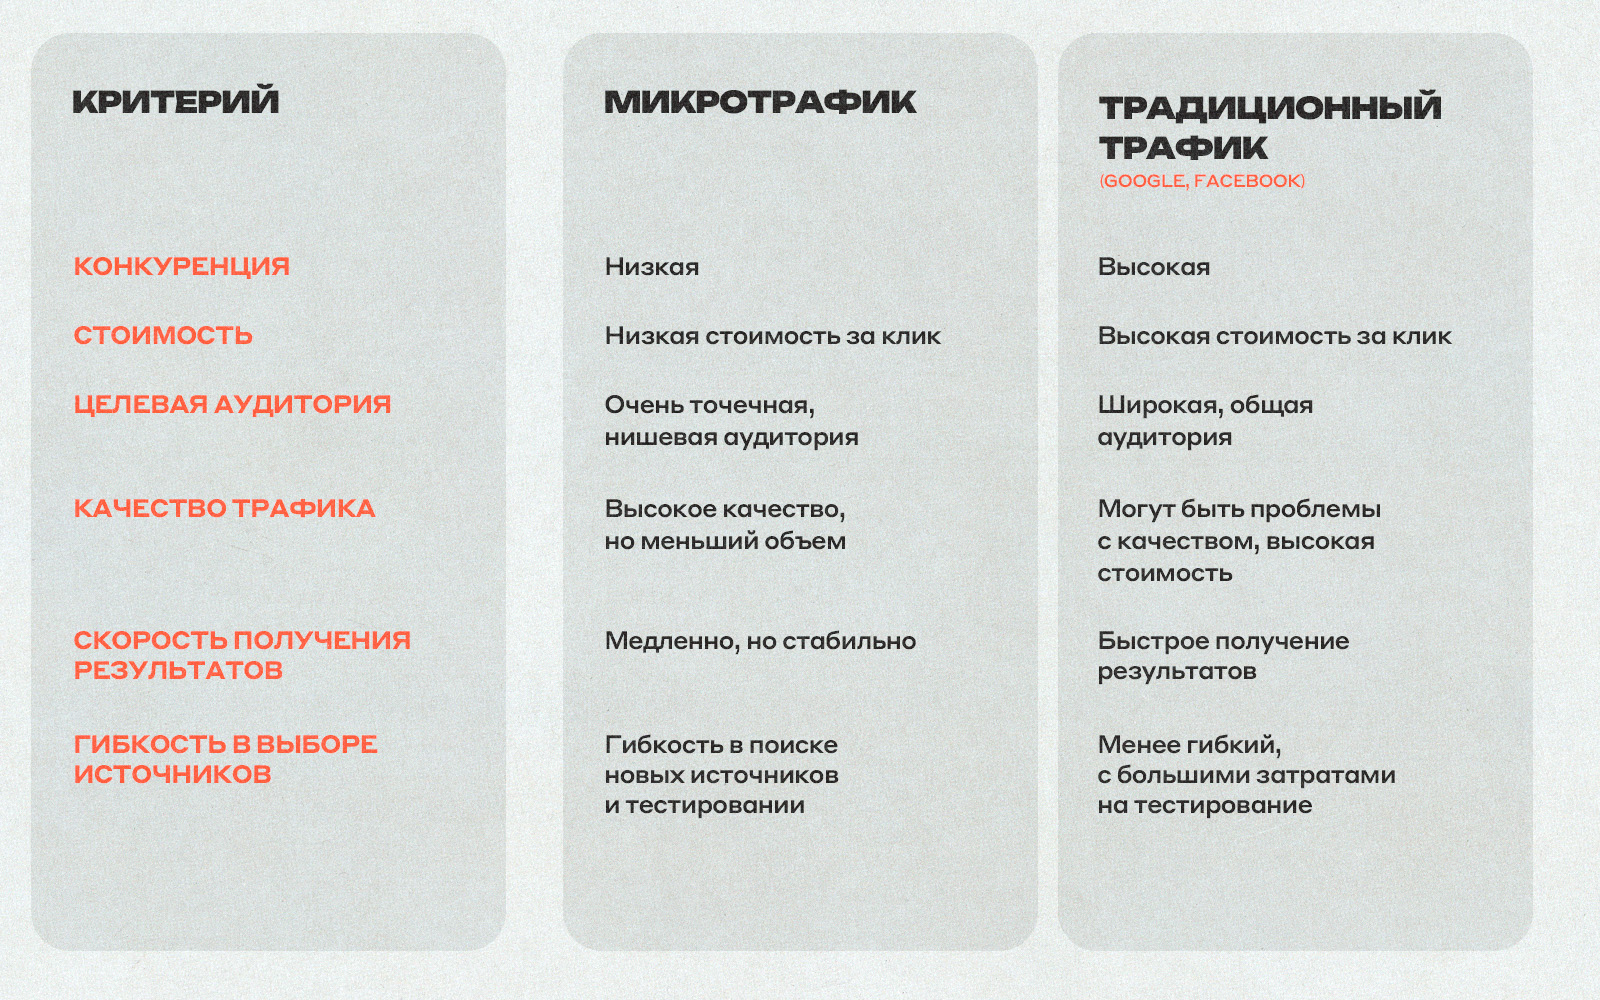 КРИТЕРИЙ
МИКРОТРАФИК
ТРАДИЦИОННЫЙ
ТРАФИК
(GOOGLE, FACEBOOK)
КОНКУРЕНЦИЯ
Низкая
Высокая
СТОИМОСТЬ
Низкая стоимость за клик
Высокая стоимость за клик
ЦЕЛЕВАЯ АУДИТОРИЯ
Очень точечная,
нишевая аудитория
Широкая, общая
аудитория
КАЧЕСТВО ТРАФИКА
Высокое качество,
но меньший объем
Могут быть проблемы
с качеством, высокая
стоимость
СКОРОСТЬ ПОЛУЧЕНИЯ
РЕЗУЛЬТАТОВ
Медленно, но стабильно
Быстрое получение
результатов
ГИБКОСТЬ В ВЫБОРЕ
ИСТОЧНИКОВ
Гибкость в поиске
новых источников
и тестировании
Менее гибкий,
с большими затратами
на тестирование